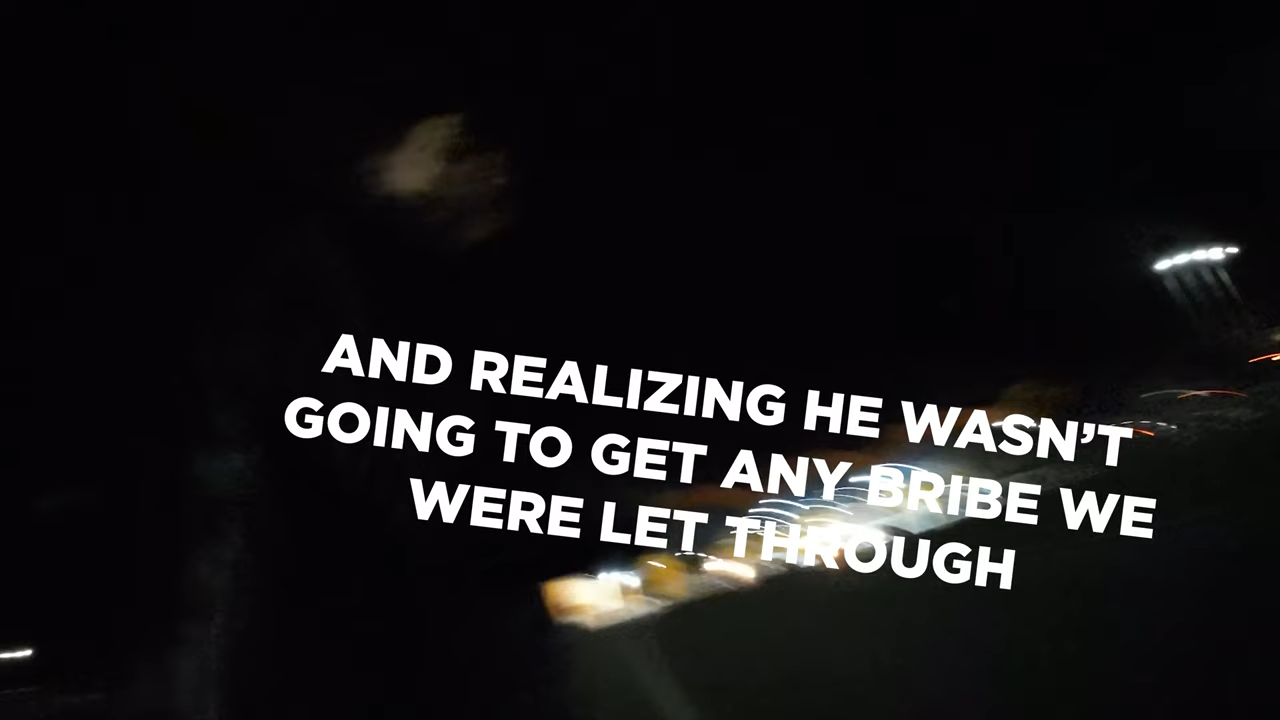 AND REALIZING HE WASN’T
GOING TO GET ANY BRIBE WE
WERE LET THROUGH